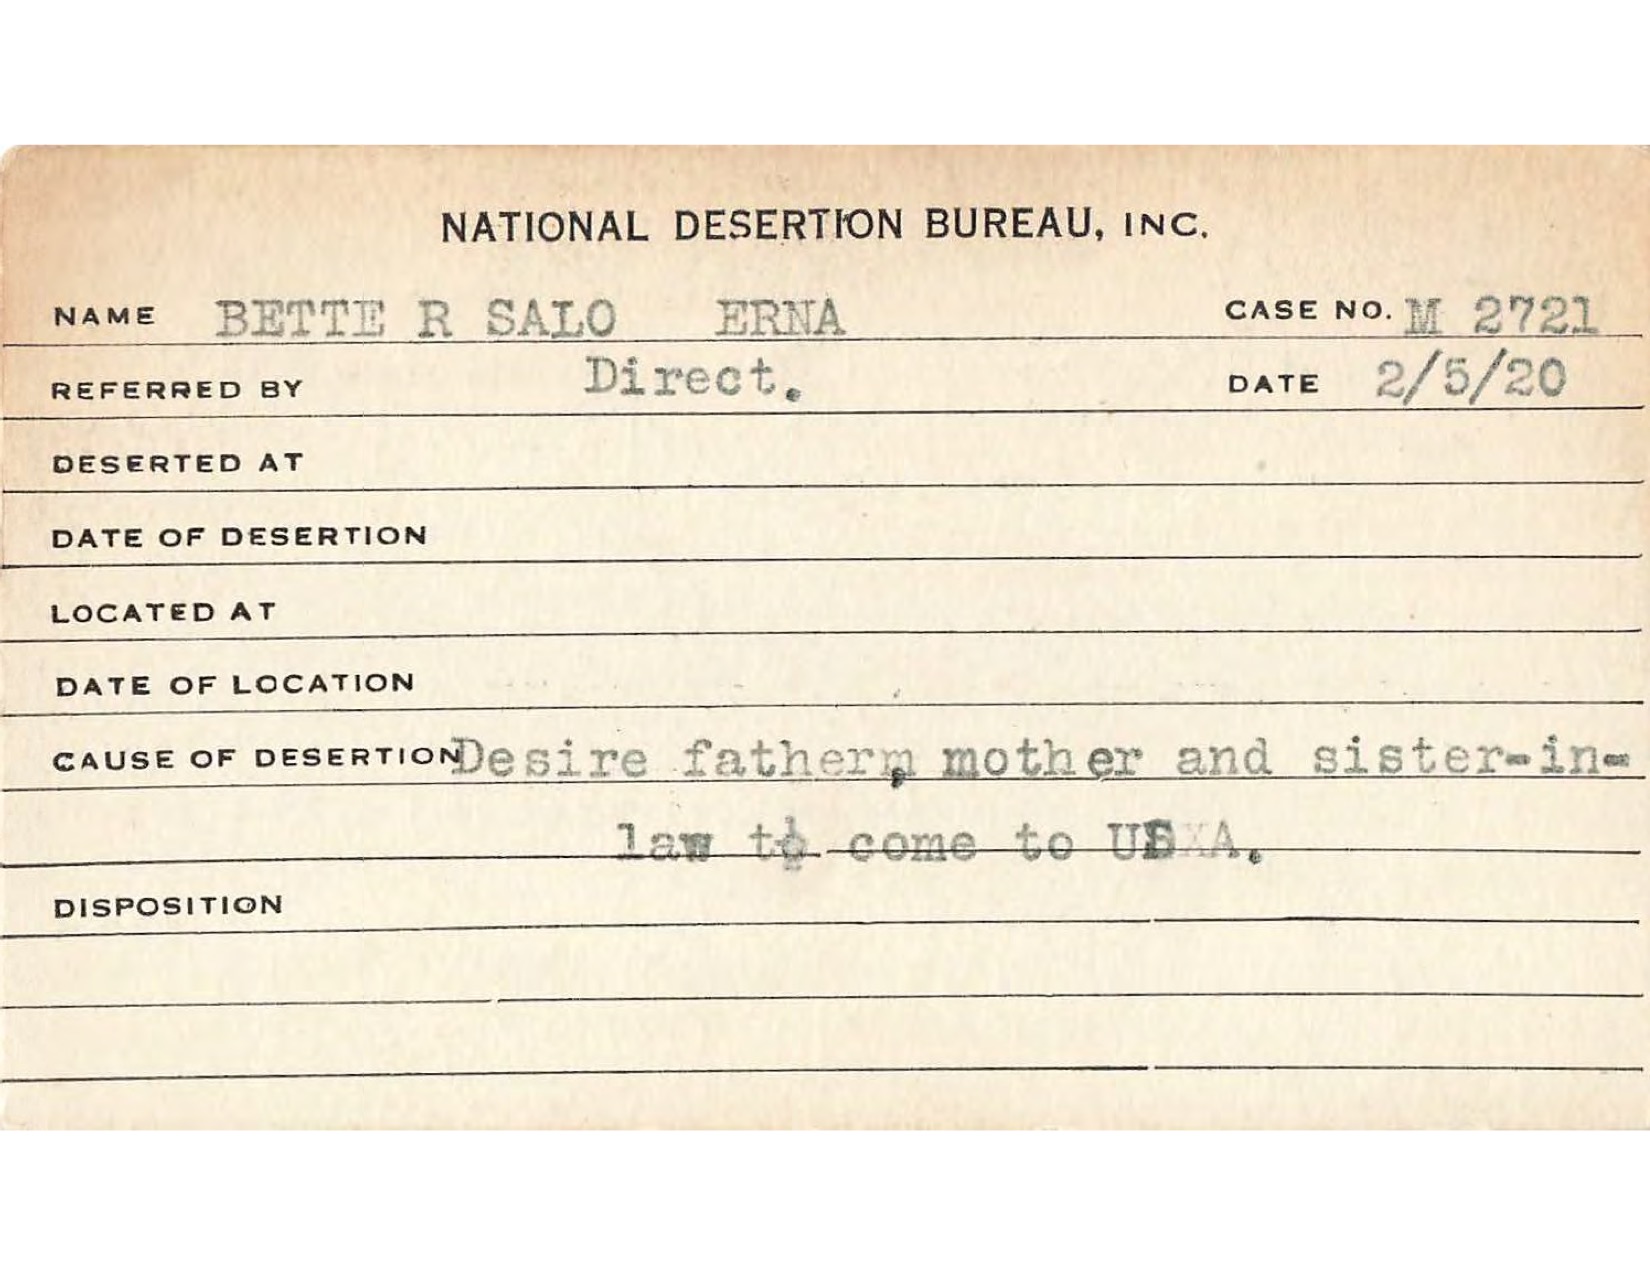 NATIONAL DESERTION BUREAU, INC.
NAME BETTE R SALO ERNA CASE NO. M 2721
REFERRED BY Direct. DATE 2/5/20
DESERTED AT
DATE OF DESERTION
LOCATED AT
DATE OF LOCATION
CAUSE OF DESERTION Desire father, mother and sister-in-
law to come to USA.
DISPOSITION